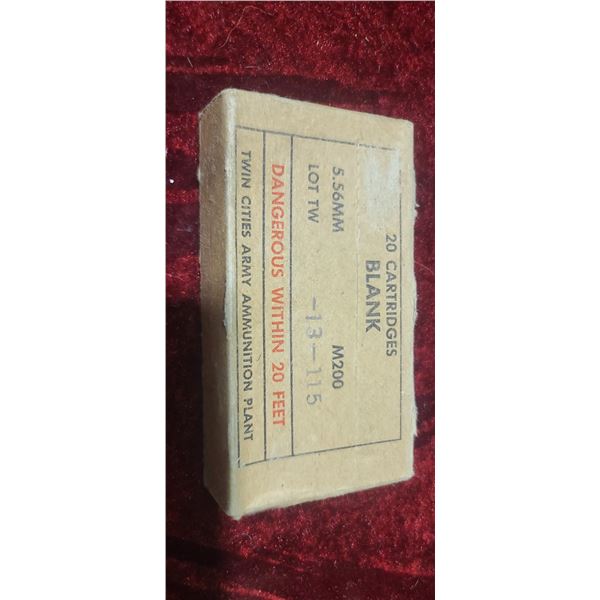 20 CARTRIDGES
BLANK
5.56MM M200
LOT TW -13-115
DANGEROUS WITHIN 20 FEET
TWIN CITIES ARMY AMMUNITION PLANT